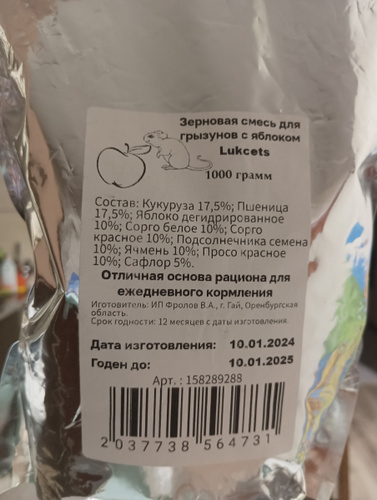 Зерновая смесь для
грызунов с яблоком
Lukcets
1000 грамм
Состав: Кукуруза 17,5%; Пшеница
17,5%; Яблоко дегидрированное
10%; Сорго белое 10%; Сорго
красное 10%; Подсолнечника семена
10%; Ячмень 10%; Просо красное
10%; Сафлор 5%.
Отличная основа рациона для
ежедневного кормления
Изготовитель: ИП Фролов В.А., г. Гай, Оренбургская
область.
Срок годности: 12 месяцев с даты изготовления.
Дата изготовления: 10.01.2024
Годен до: 10.01.2025
Арт. : 158289288
2 037738 564731